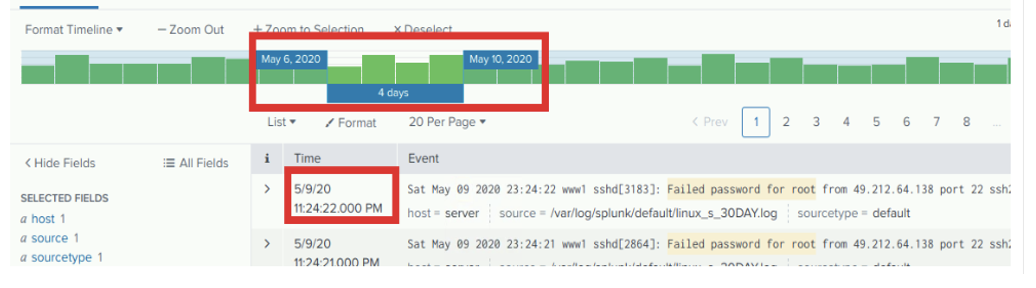 1 d
Format Timeline — Zoom Out + Zoom to Selection × Deselect
May 6, 2020 May 10, 2020
4 days
List Format 20 Per Page < Prev 1 2 3 4 5 6 7 8 ...
< Hide Fields All Fields i Time Event
SELECTED FIELDS
a host 1
a source 1
a sourcetype 1
> 5/9/20 Sat May 09 2020 23:24:22 www1 sshd[3183]: Failed password for root from 49.212.64.138 port 22 ssh2
11:24:22.000 PM host = server source = /var/log/splunk/default/linux_s_30DAY.log sourcetype = default
> 5/9/20 Sat May 09 2020 23:24:21 www1 sshd[2864]: Failed password for root from 49.212.64.138 port 22 ssh2
11:24:21.000 PM host = server source = /var/log/splunk/default/linux_s_30DAY.log sourcetype = default